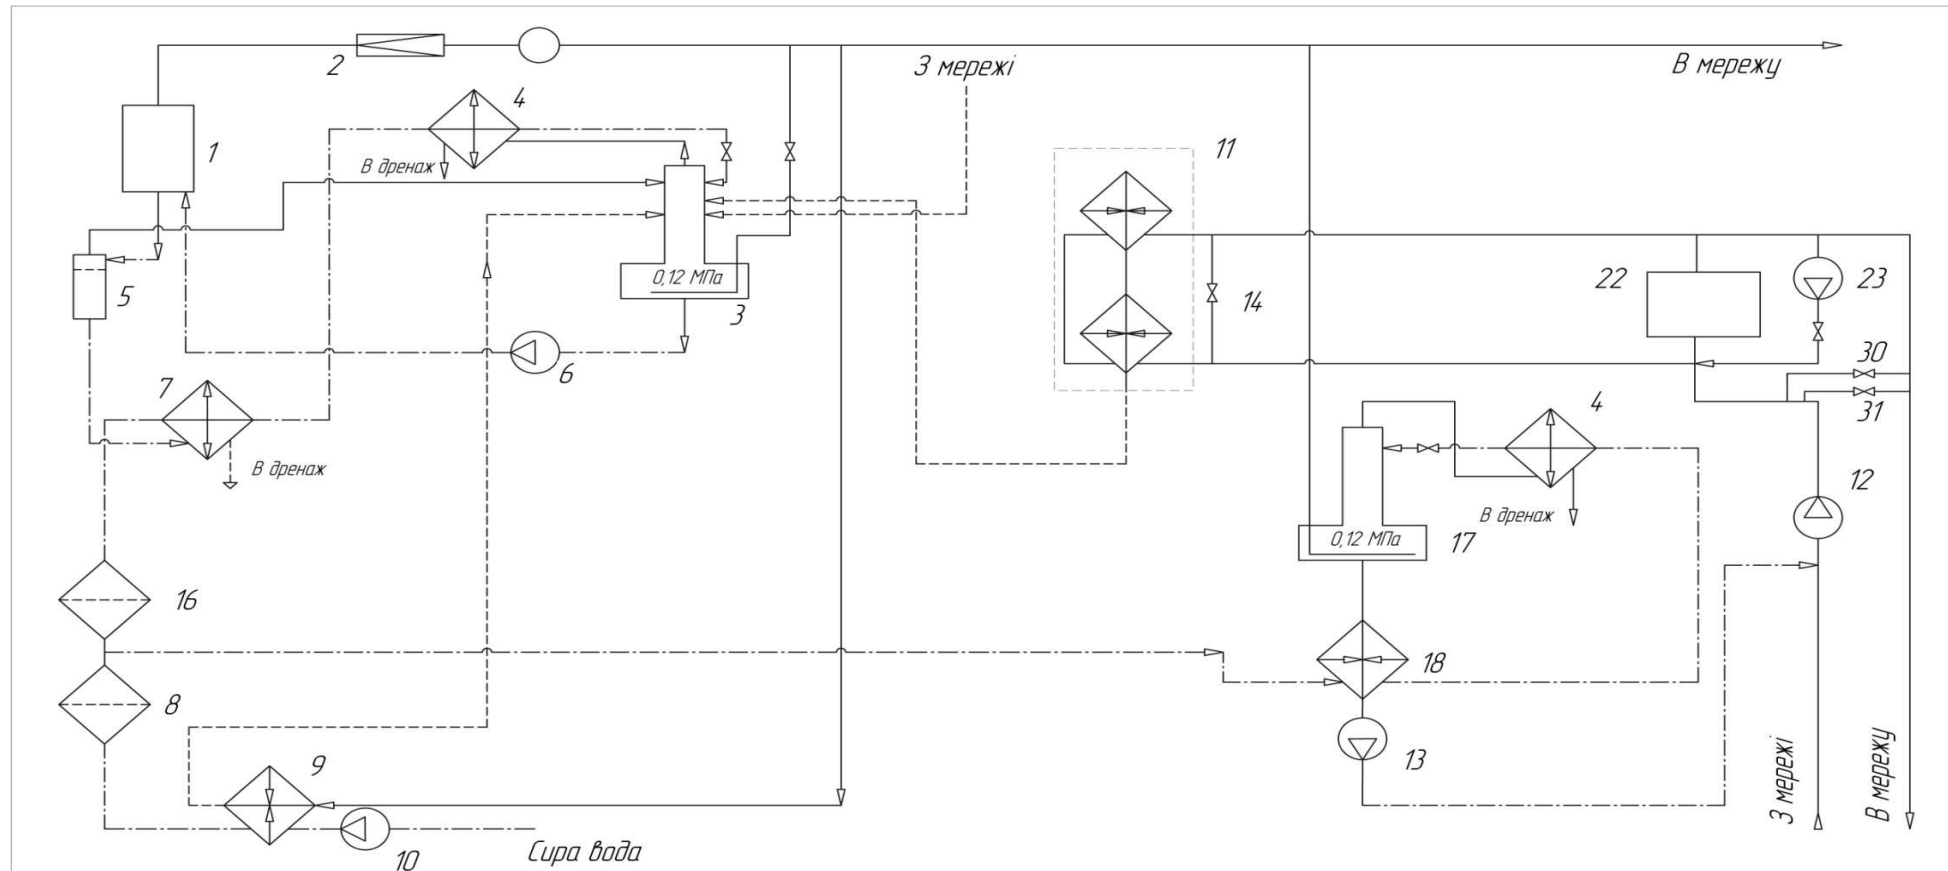 2
З мережі
В мережу
4
1
В дренаж
11
5
0,12 МПа
3
14
22
23
6
30
31
7
4
В дренаж
12
В дренаж
0,12 МПа
17
16
18
8
13
9
З мережі
В мережу
10
Сира вода